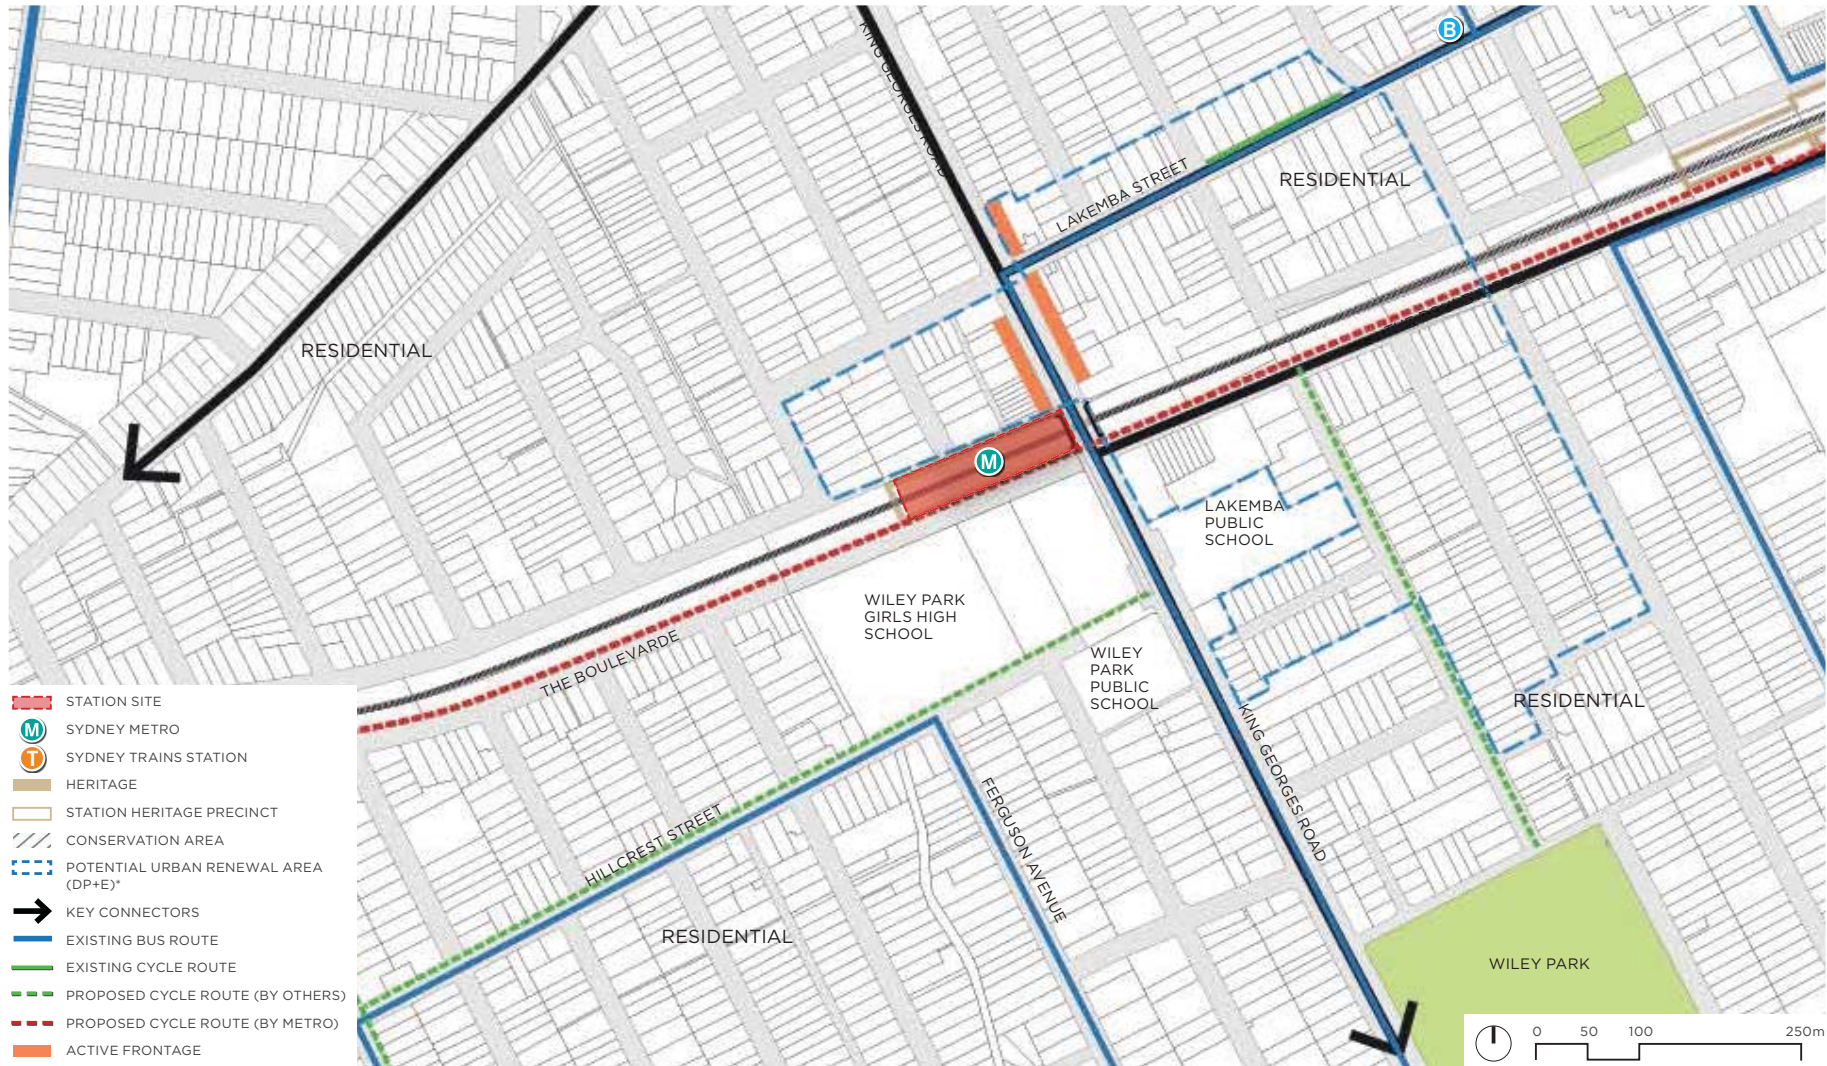 B
KING GEORGES ROAD
LAKEMBA STREET
RESIDENTIAL
RESIDENTIAL
M
LAKEMBA
PUBLIC
SCHOOL
WILEY PARK
GIRLS HIGH
SCHOOL
THE BOULEVARDE
WILEY
PARK
PUBLIC
SCHOOL
RESIDENTIAL
KING GEORGES ROAD
FERGUSON AVENUE
HILLCREST STREET
RESIDENTIAL
WILEY PARK
STATION SITE
M
SYDNEY METRO
T
SYDNEY TRAINS STATION
HERITAGE
STATION HERITAGE PRECINCT
CONSERVATION AREA
POTENTIAL URBAN RENEWAL AREA
(DP+E)*
KEY CONNECTORS
EXISTING BUS ROUTE
EXISTING CYCLE ROUTE
PROPOSED CYCLE ROUTE (BY OTHERS)
PROPOSED CYCLE ROUTE (BY METRO)
ACTIVE FRONTAGE
0 50 100 250m